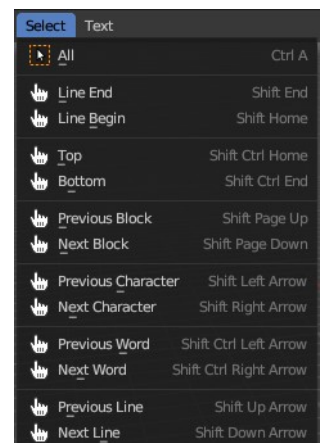 Select Text
All Ctrl A
Line End Shift End
Line Begin Shift Home
Top Shift Ctrl Home
Bottom Shift Ctrl End
Previous Block Shift Page Up
Next Block Shift Page Down
Previous Character Shift Left Arrow
Next Character Shift Right Arrow
Previous Word Shift Ctrl Left Arrow
Next Word Shift Ctrl Right Arrow
Previous Line Shift Up Arrow
Next Line Shift Down Arrow